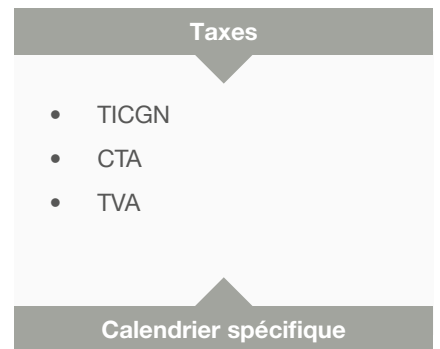 Taxes
• TICGN
• CTA
• TVA
Calendrier spécifique